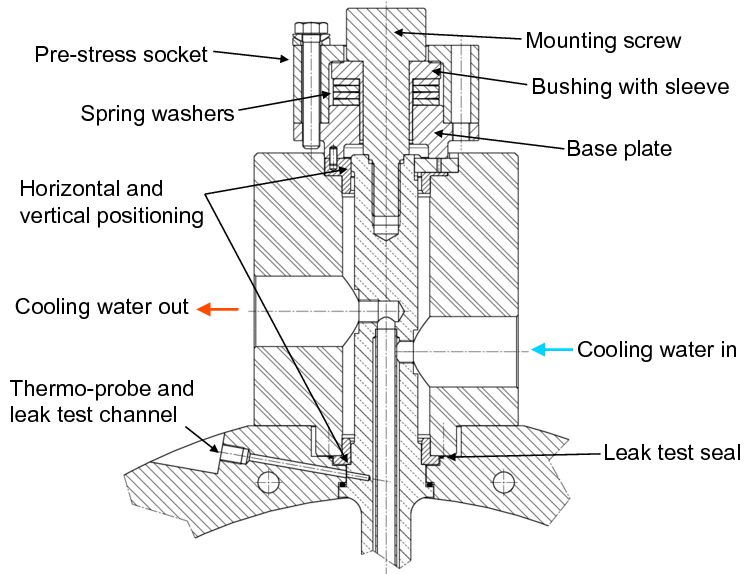 Mounting screw
Pre-stress socket
Bushing with sleeve
Spring washers
Base plate
Horizontal and
vertical positioning
Cooling water out
Cooling water in
Thermo-probe and
leak test channel
Leak test seal